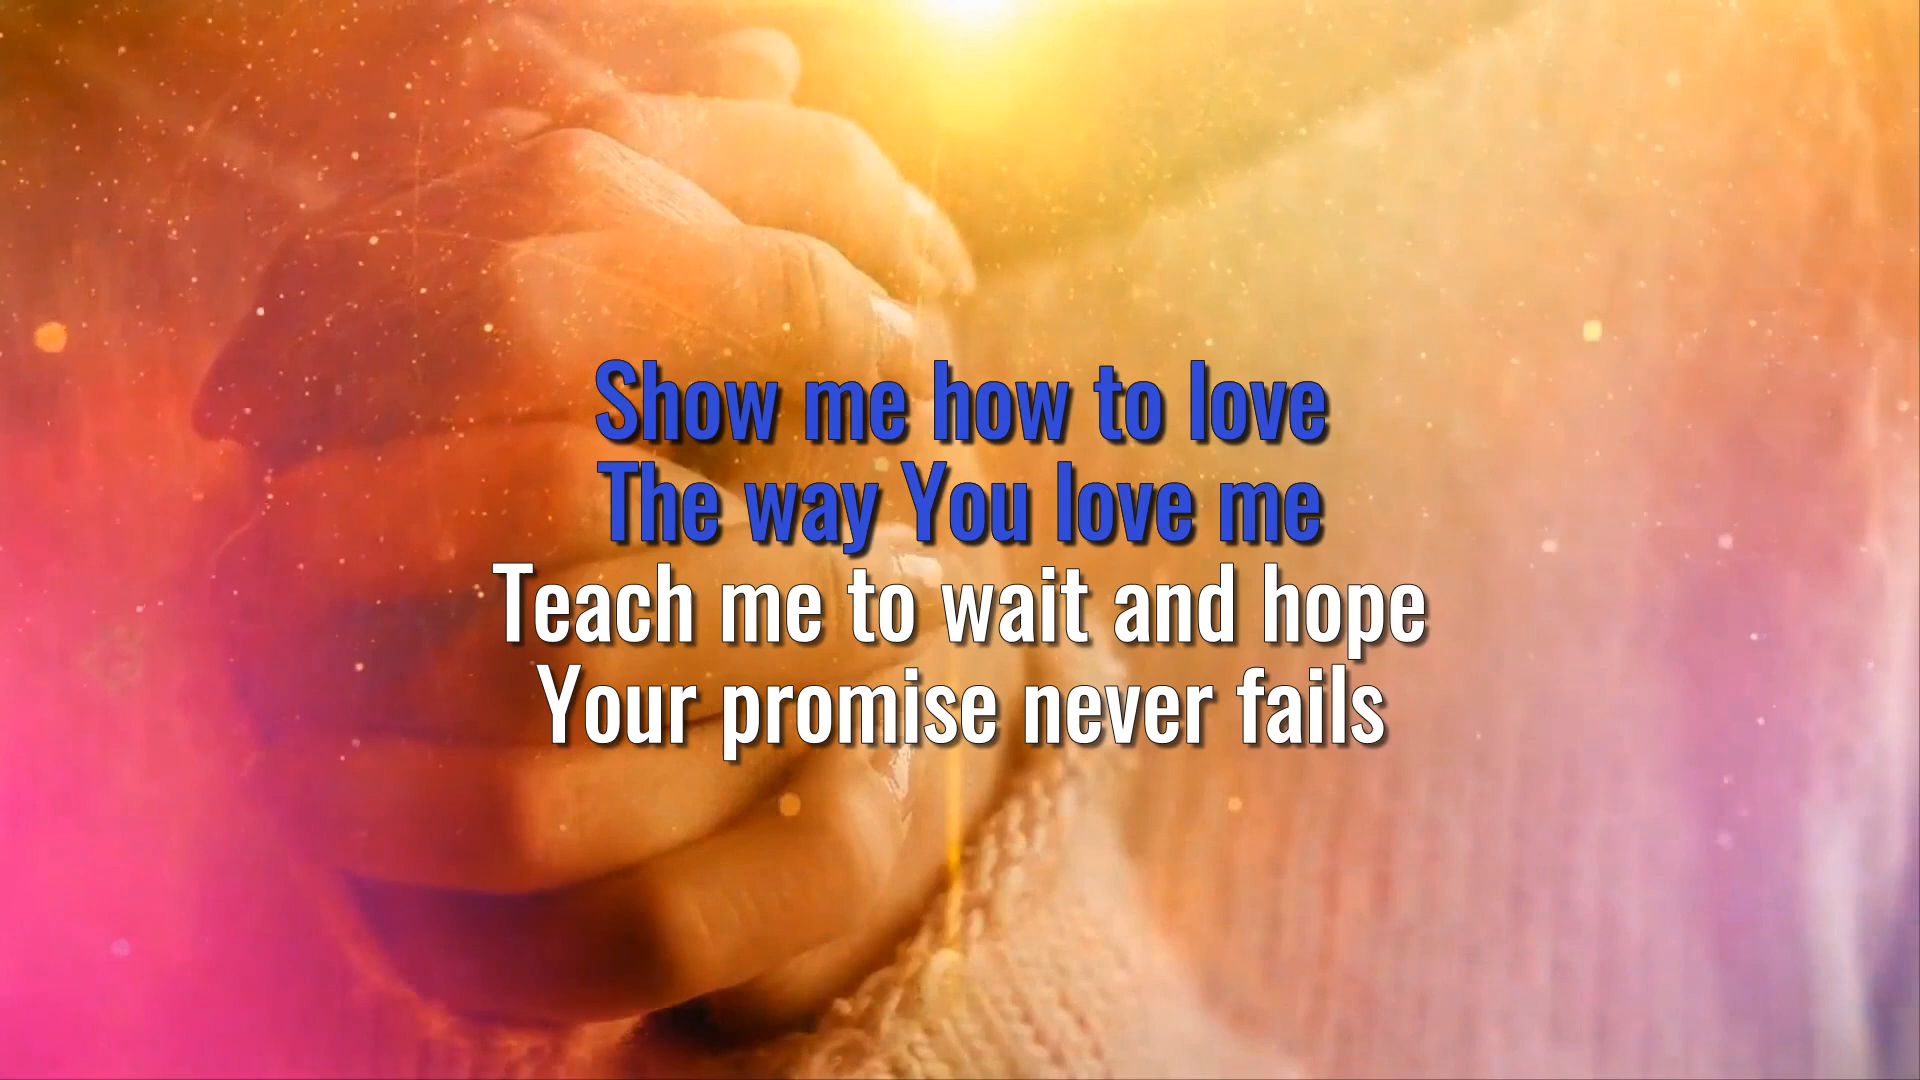 Show me how to love
The way You love me
Teach me to wait and hope
Your promise never fails